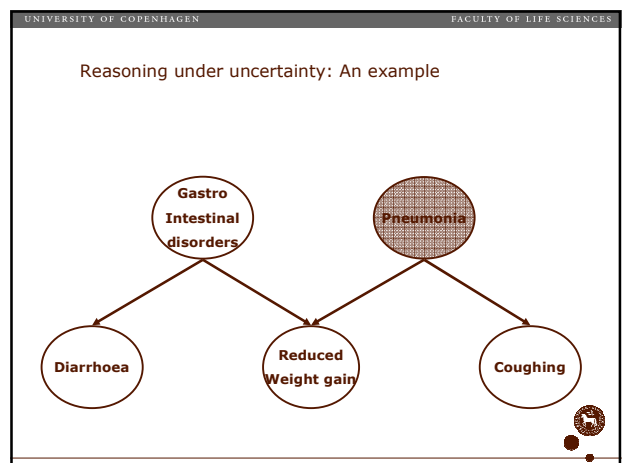 UNIVERSITY OF COPENHAGEN
FACULTY OF LIFE SCIENCES
Reasoning under uncertainty: An example
Gastro
Intestinal
disorders
Pneumonia
Diarrhoea
Reduced
Weight gain
Coughing